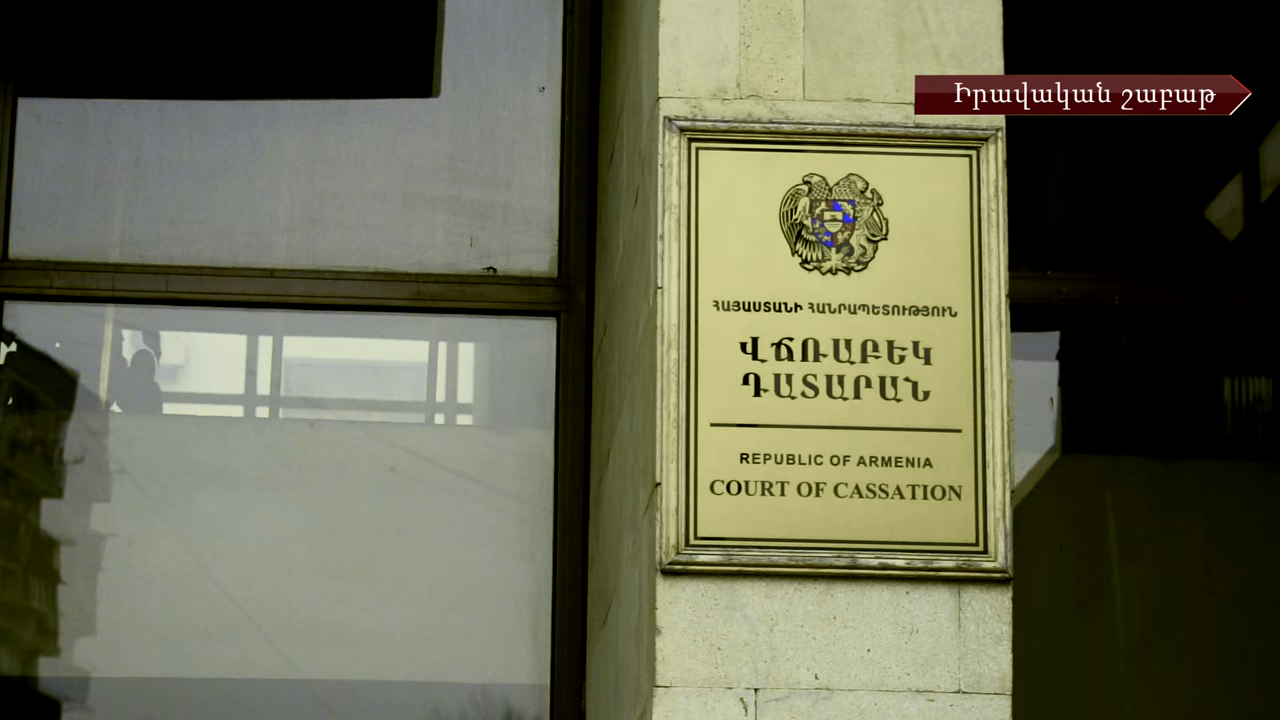 Իրավական շաբաթ
ՀԱՅԱՍՏԱՆԻ ՀԱՆՐԱՊԵՏՈՒԹՅՈՒՆ
ՎՃՌԱԲԵԿ
ԴԱՏԱՐԱՆ
REPUBLIC OF ARMENIA
COURT OF CASSATION